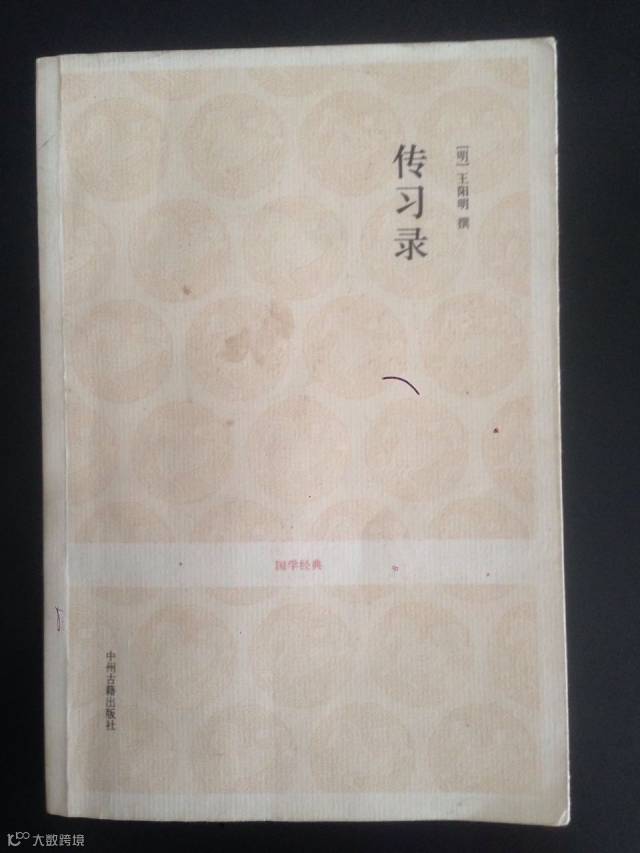 [明] 王阳明 撰
传习录
国学经典
中州古籍出版社
大数跨境